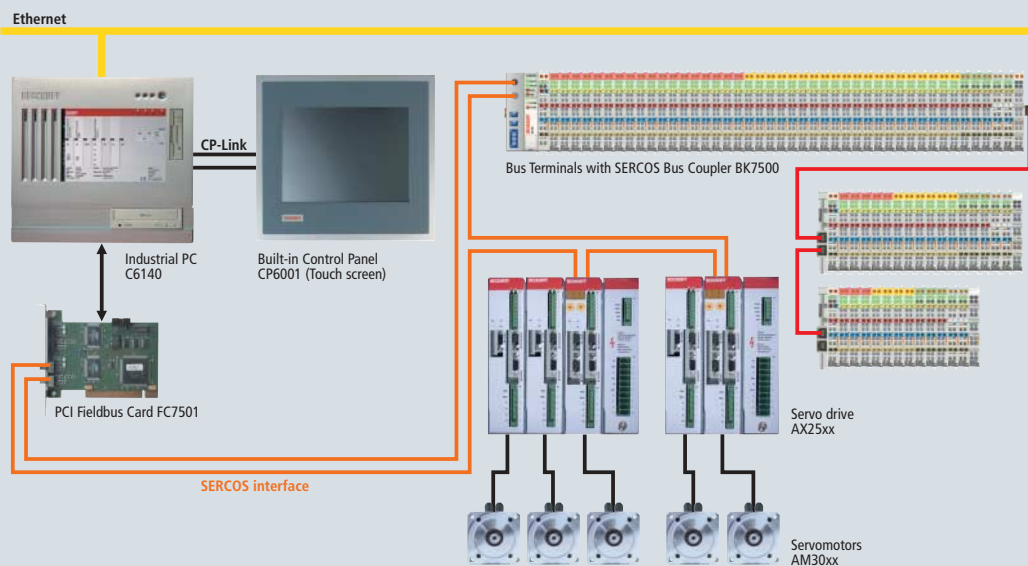 Ethernet
CP-Link
Bus Terminals with SERCOS Bus Coupler BK7500
Industrial PC
C6140
Built-in Control Panel
CP6001 (Touch screen)
PCI Fieldbus Card FC7501
Servo drive
AX25xx
SERCOS interface
Servomotors
AM30xx